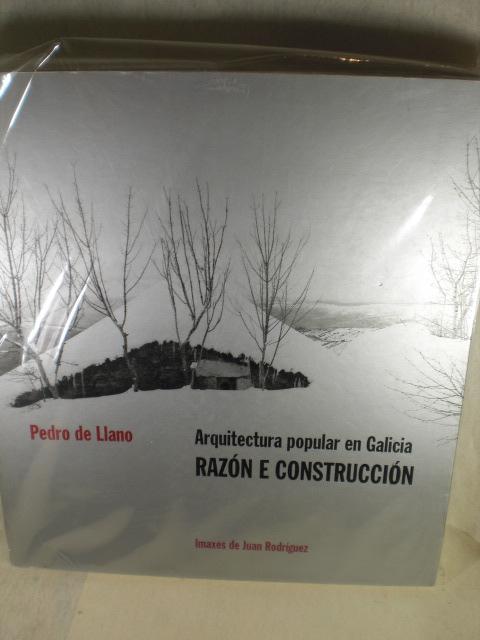 Pedro de Llano
Arquitectura popular en Galicia
RAZÓN E CONSTRUCCIÓN
Imaxes de Juan Rodríguez